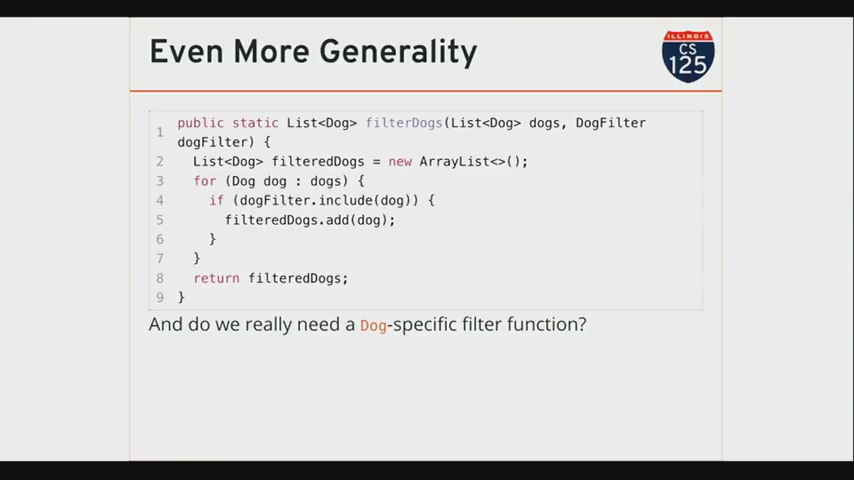 Even More Generality
ILLINOIS
CS
125
1 public static List<Dog> filterDogs(List<Dog> dogs, DogFilter
dogFilter) {
2 List<Dog> filteredDogs = new ArrayList<>();
3 for (Dog dog : dogs) {
4 if (dogFilter.include(dog)) {
5 filteredDogs.add(dog);
6 }
7 }
8 return filteredDogs;
9 }
And do we really need a Dog-specific filter function?